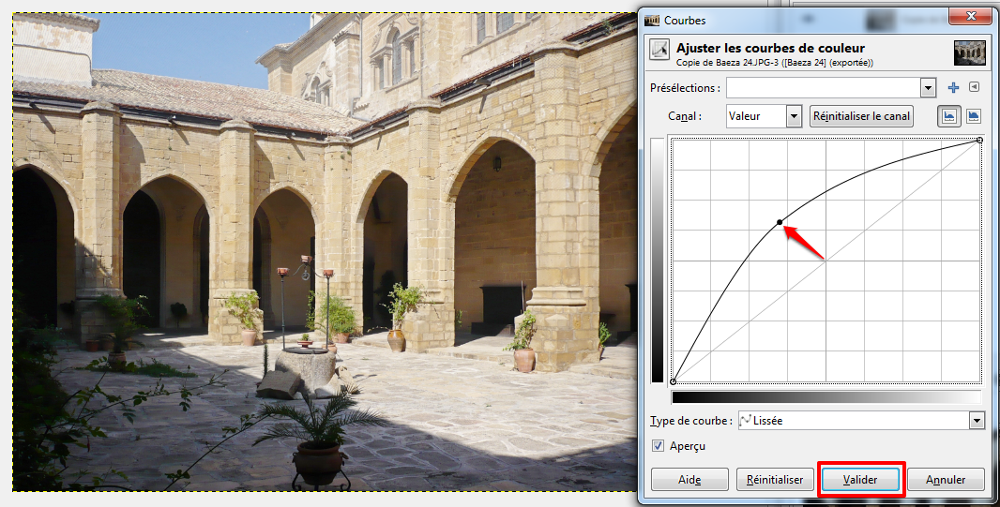 Courbes
Ajuster les courbes de couleur
Copie de Baeza 24.JPG-3 ([Baeza 24] (exportée))
Présélections :
Canal : Valeur Réinitialiser le canal
Type de courbe : Lissée
Aperçu
Aide Réinitialiser Valider Annuler